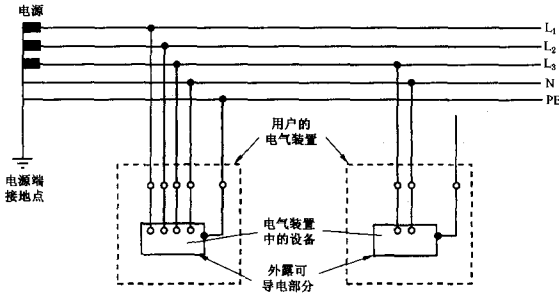 电源
L₁
L₂
L₃
N
PE
用户的
电气装置
电源端
接地点
电气装置
中的设备
外露可
导电部分